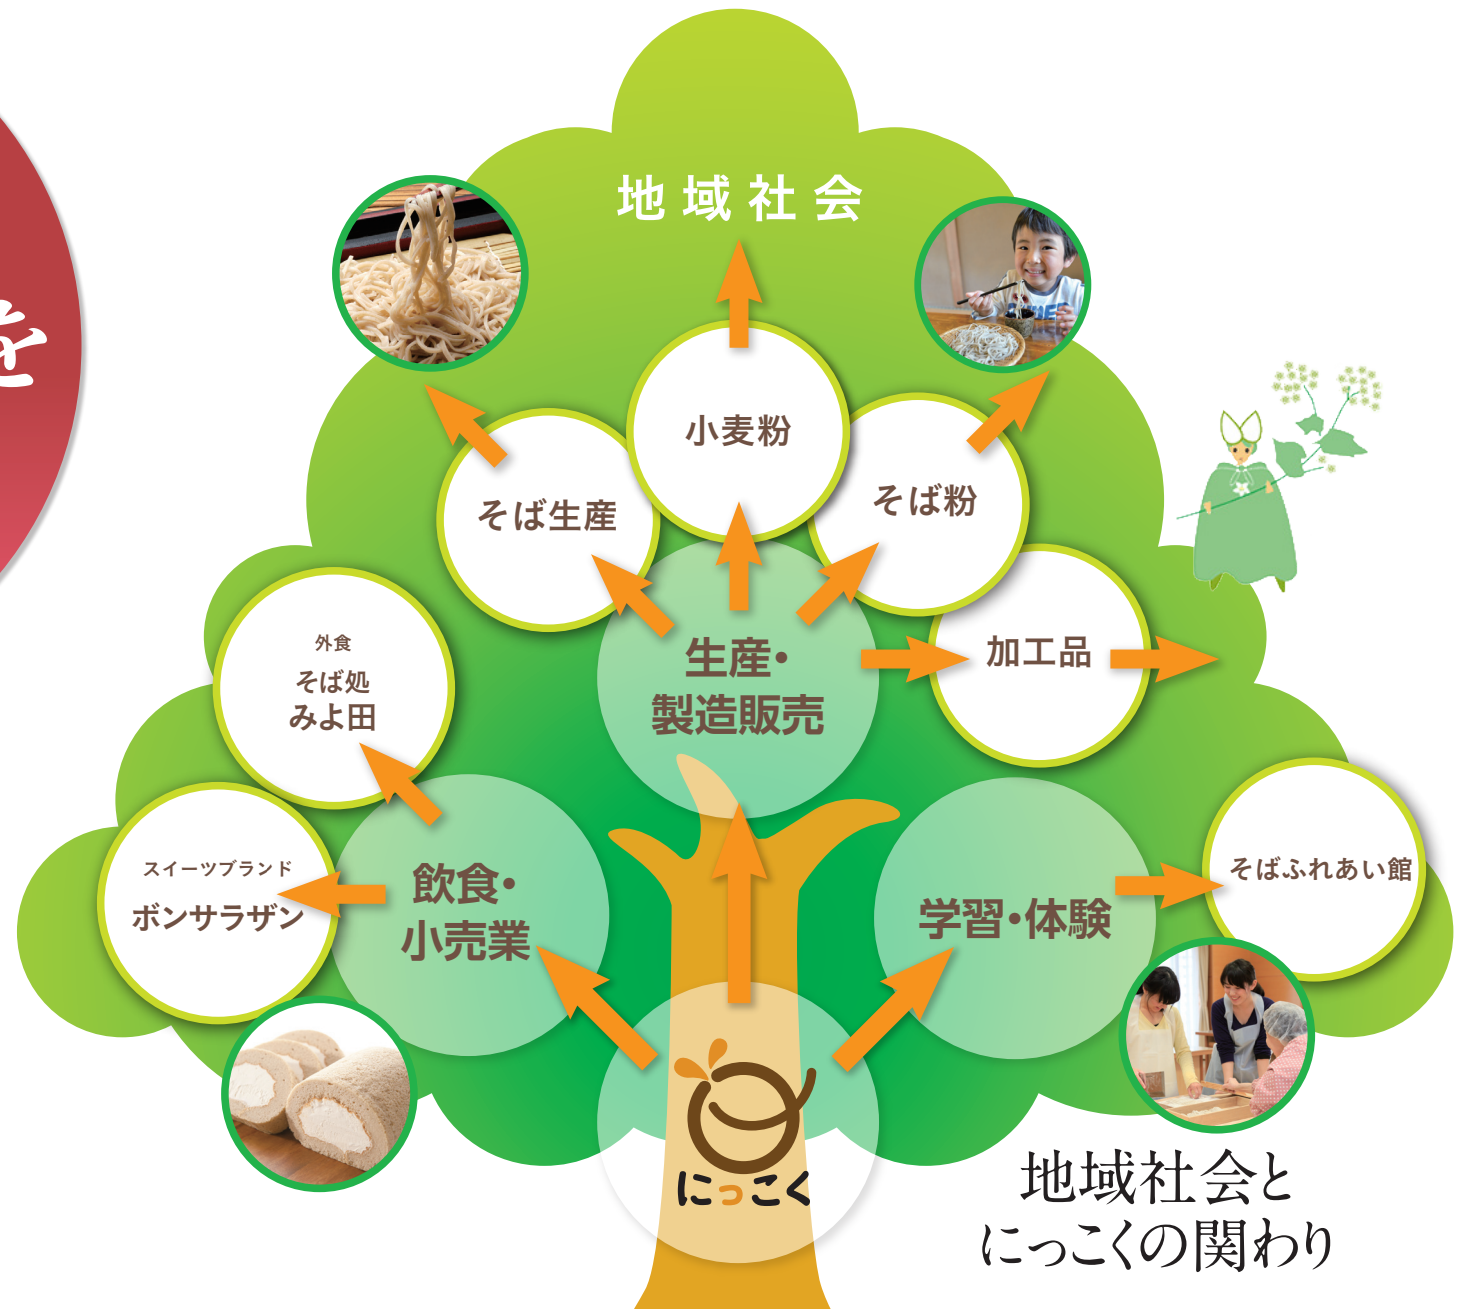 を
地域社会
小麦粉
そば粉
そば生産
加工品
生産・
製造販売
外食
そば処
みよ田
スイーツブランド
ボンサラザン
飲食・
小売業
学習・体験
そばふれあい館
にっこく
地域社会と
にっこくの関わり